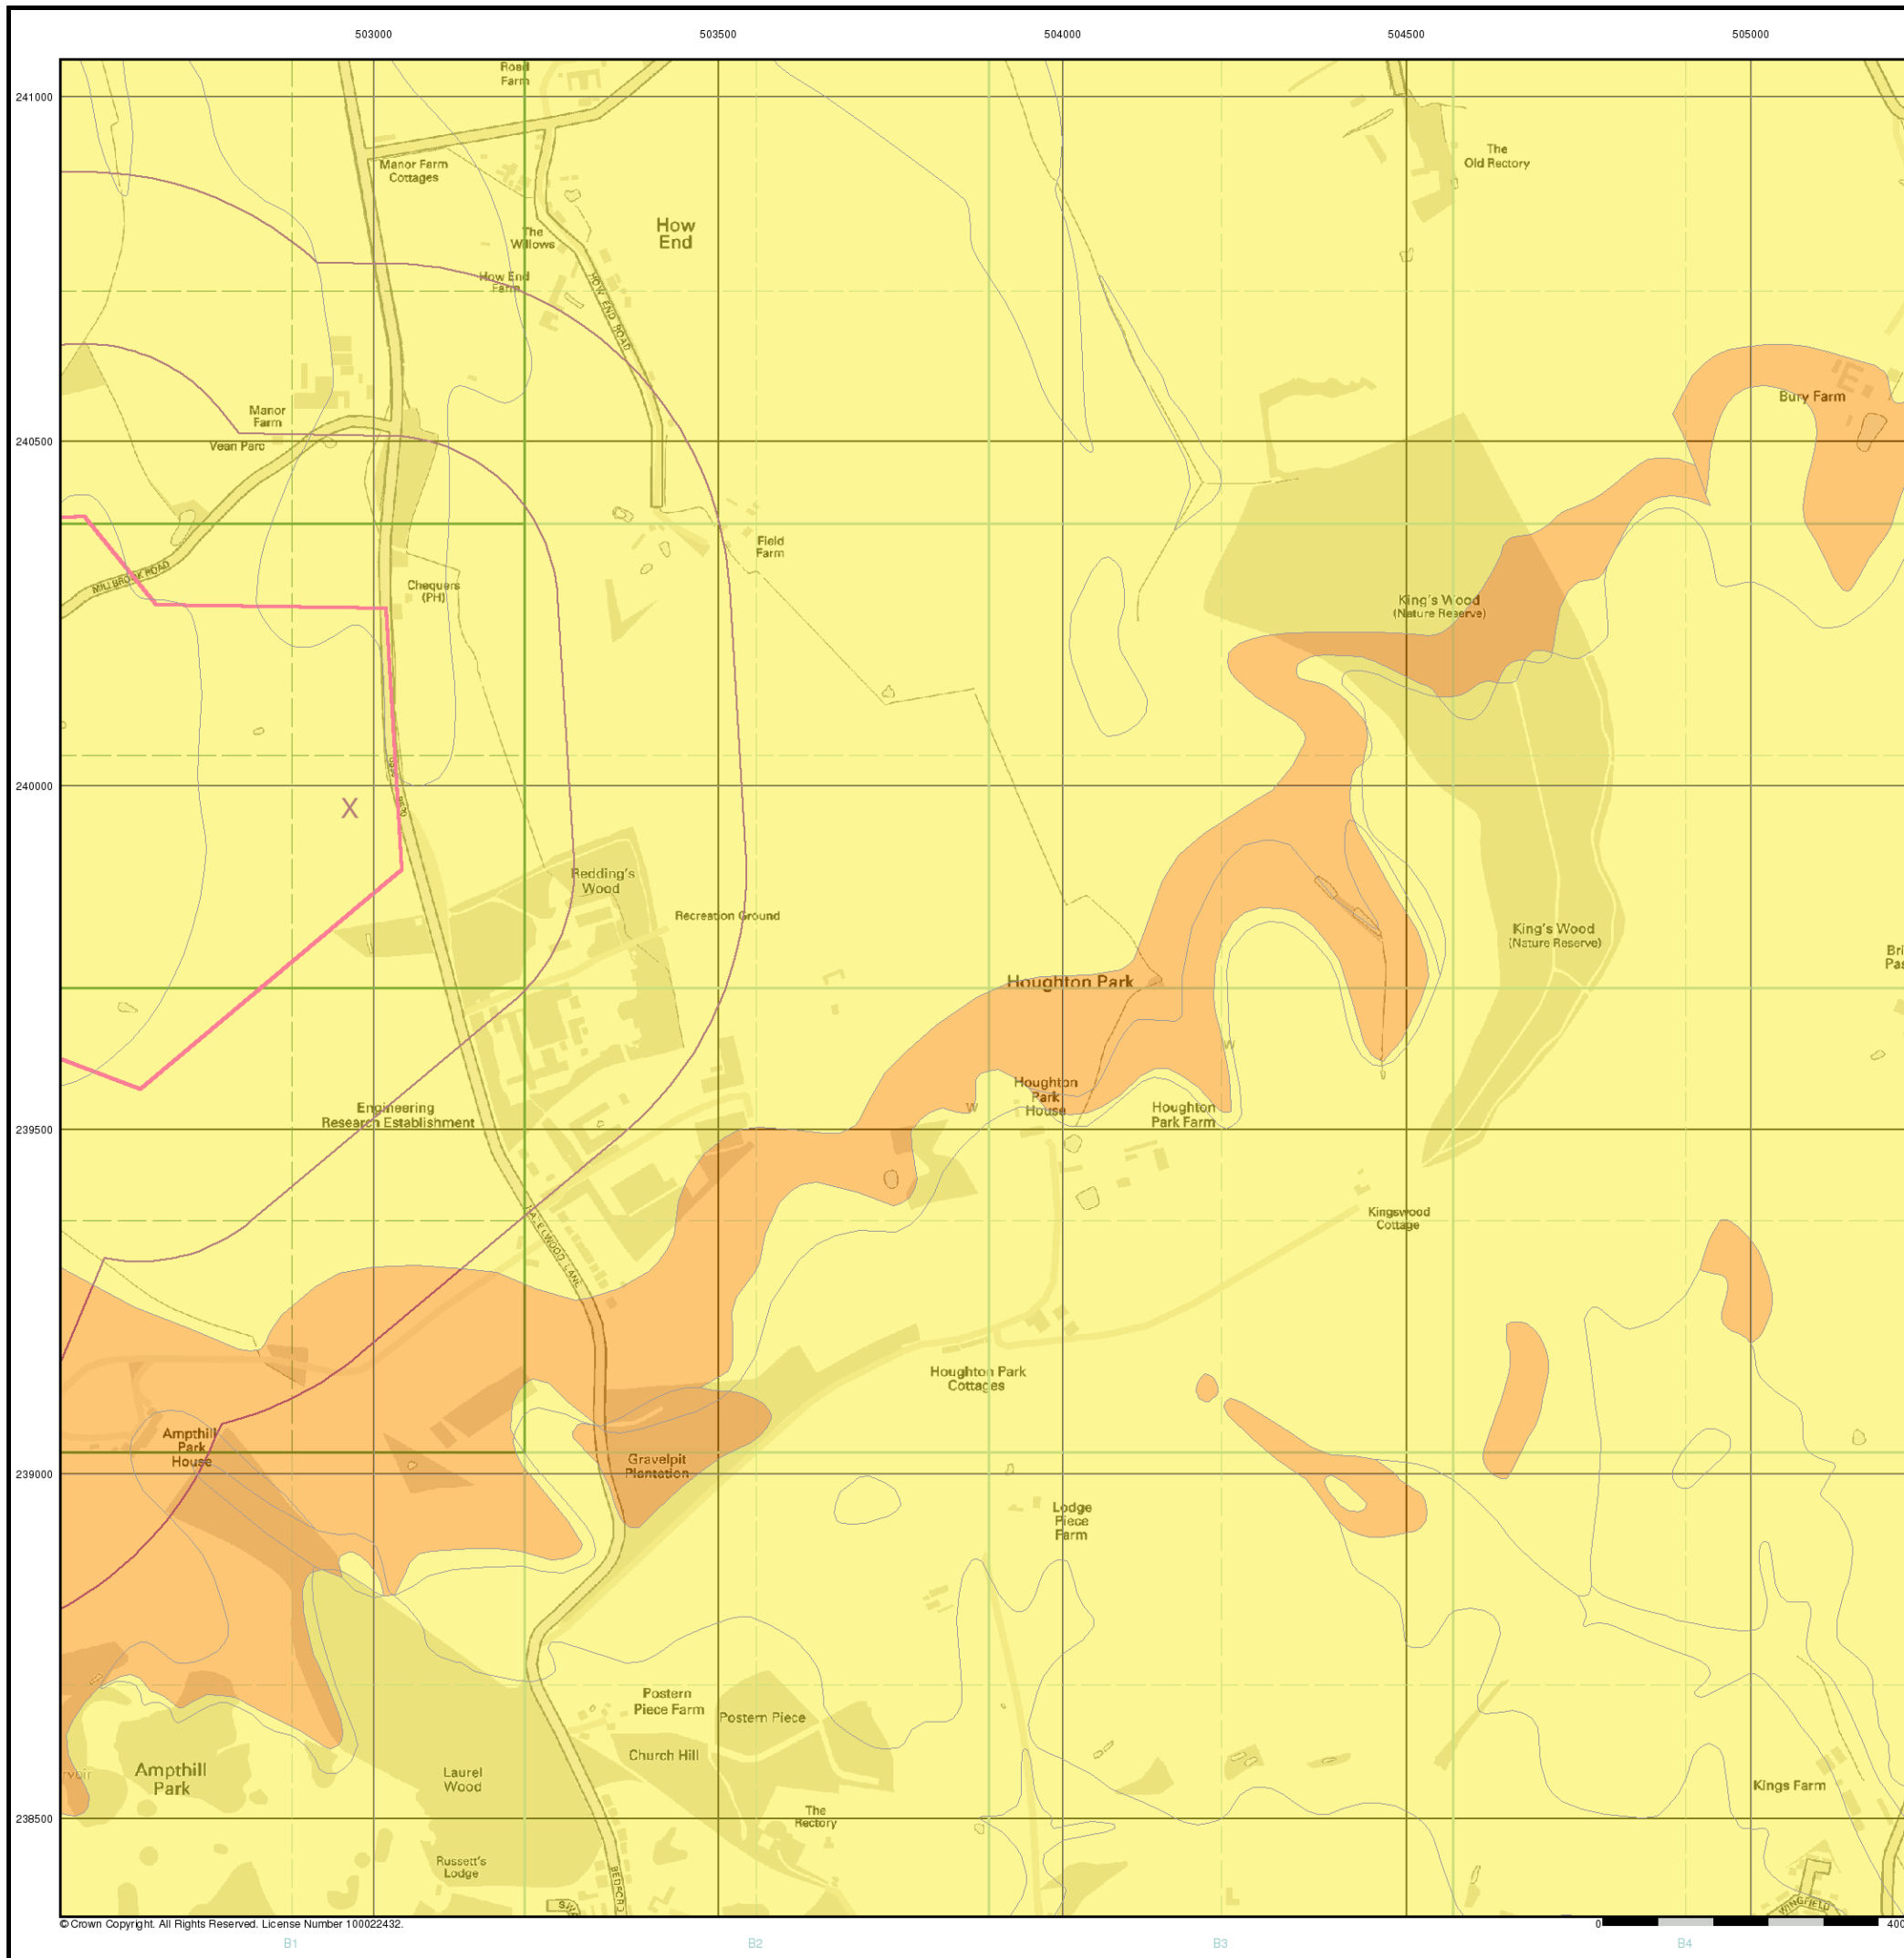 503000
503500
504000
504500
505000
241000
Road
Farm
The
Old Rectory
Manor Farm
Cottages
The
Willows
How
End
How End
Farm
HOW END ROAD
Bury Farm
Manor
Farm
Vean Parc
240500
Field
Farm
MILLBROOK ROAD
Chequers
(PH)
King's Wood
(Nature Reserve)
240000
X
Redding's
Wood
Recreation Ground
King's Wood
(Nature Reserve)
Houghton Park
W
Houghton
Park
House
W
Houghton
Park Farm
Engineering
Research Establishment
239500
Kingswood
Cottage
Houghton Park
Cottages
Ampthill
Park
House
Gravelpit
Plantation
239000
Lodge
Piece
Farm
Postern
Piece Farm
Postern Piece
Church Hill
Laurel
Wood
Ampthill
Park
Kings Farm
The
Rectory
238500
Russett's
Lodge
WINGFIELD
© Crown Copyright. All Rights Reserved. License Number 100022432.
0
400
B1
B2
B3
B4